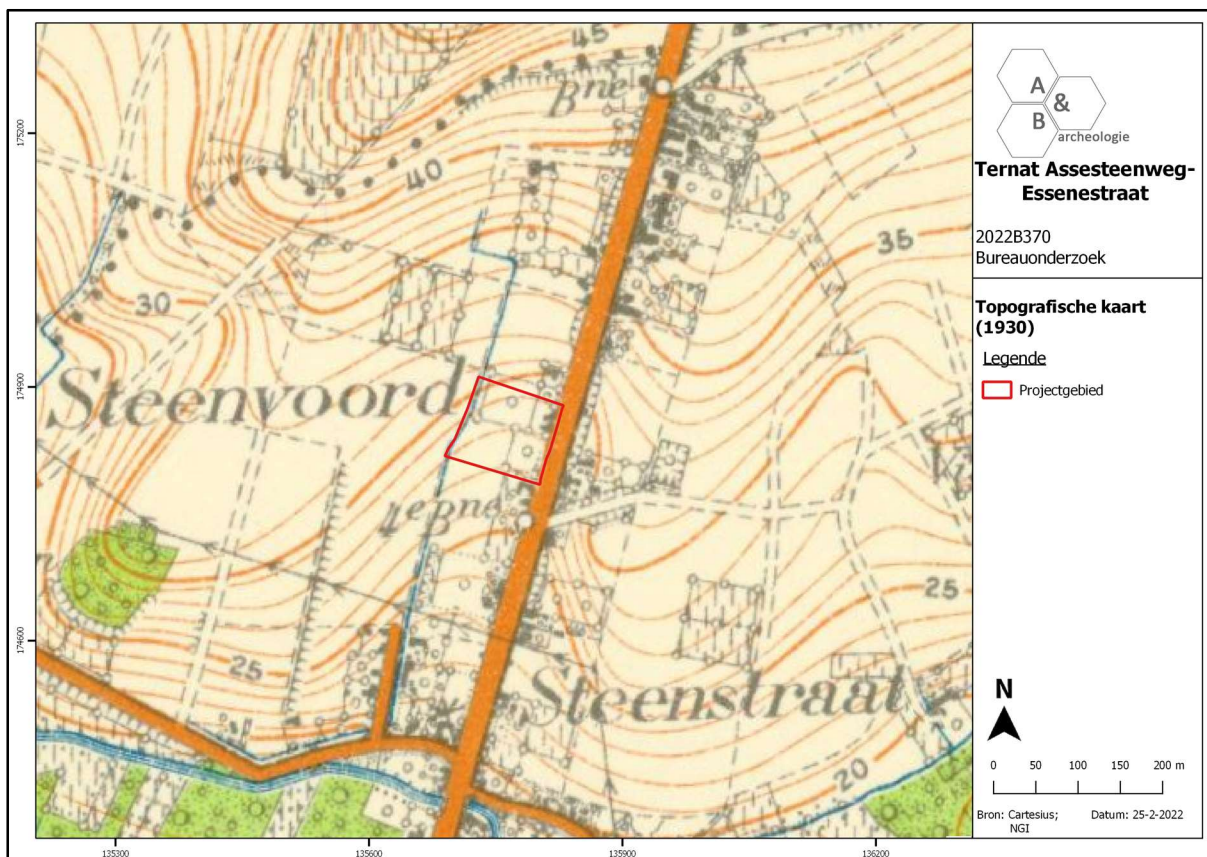 45
Bne
40
35
30
Steenvoord
4e Bne
25
25
Steenstraat
20
175200
174900
174600
135300
135600
135900
136200
A
&
B
archeologie
Ternat Assesteenweg-
Essenestraat
2022B370
Bureauonderzoek
Topografische kaart
(1930)
Legende
Projectgebied
N
0 50 100 150 200 m
Bron: Cartesius; Datum: 25-2-2022
NGI